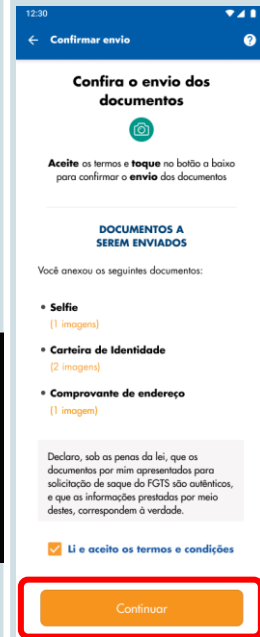 12:30
Confirmar envio
?
Confira o envio dos
documentos
Aceite os termos e toque no botão a baixo
para confirmar o envio dos documentos
DOCUMENTOS A
SEREM ENVIADOS
Você anexou os seguintes documentos:
• Selfie
(1 imagens)
• Carteira de Identidade
(2 imagens)
• Comprovante de endereço
(1 imagem)
Declaro, sob as penas da lei, que os
documentos por mim apresentados para
solicitação de saque do FGTS são autênticos,
e que as informações prestadas por meio
destes, correspondem à verdade.
Li e aceito os termos e condições
Continuar